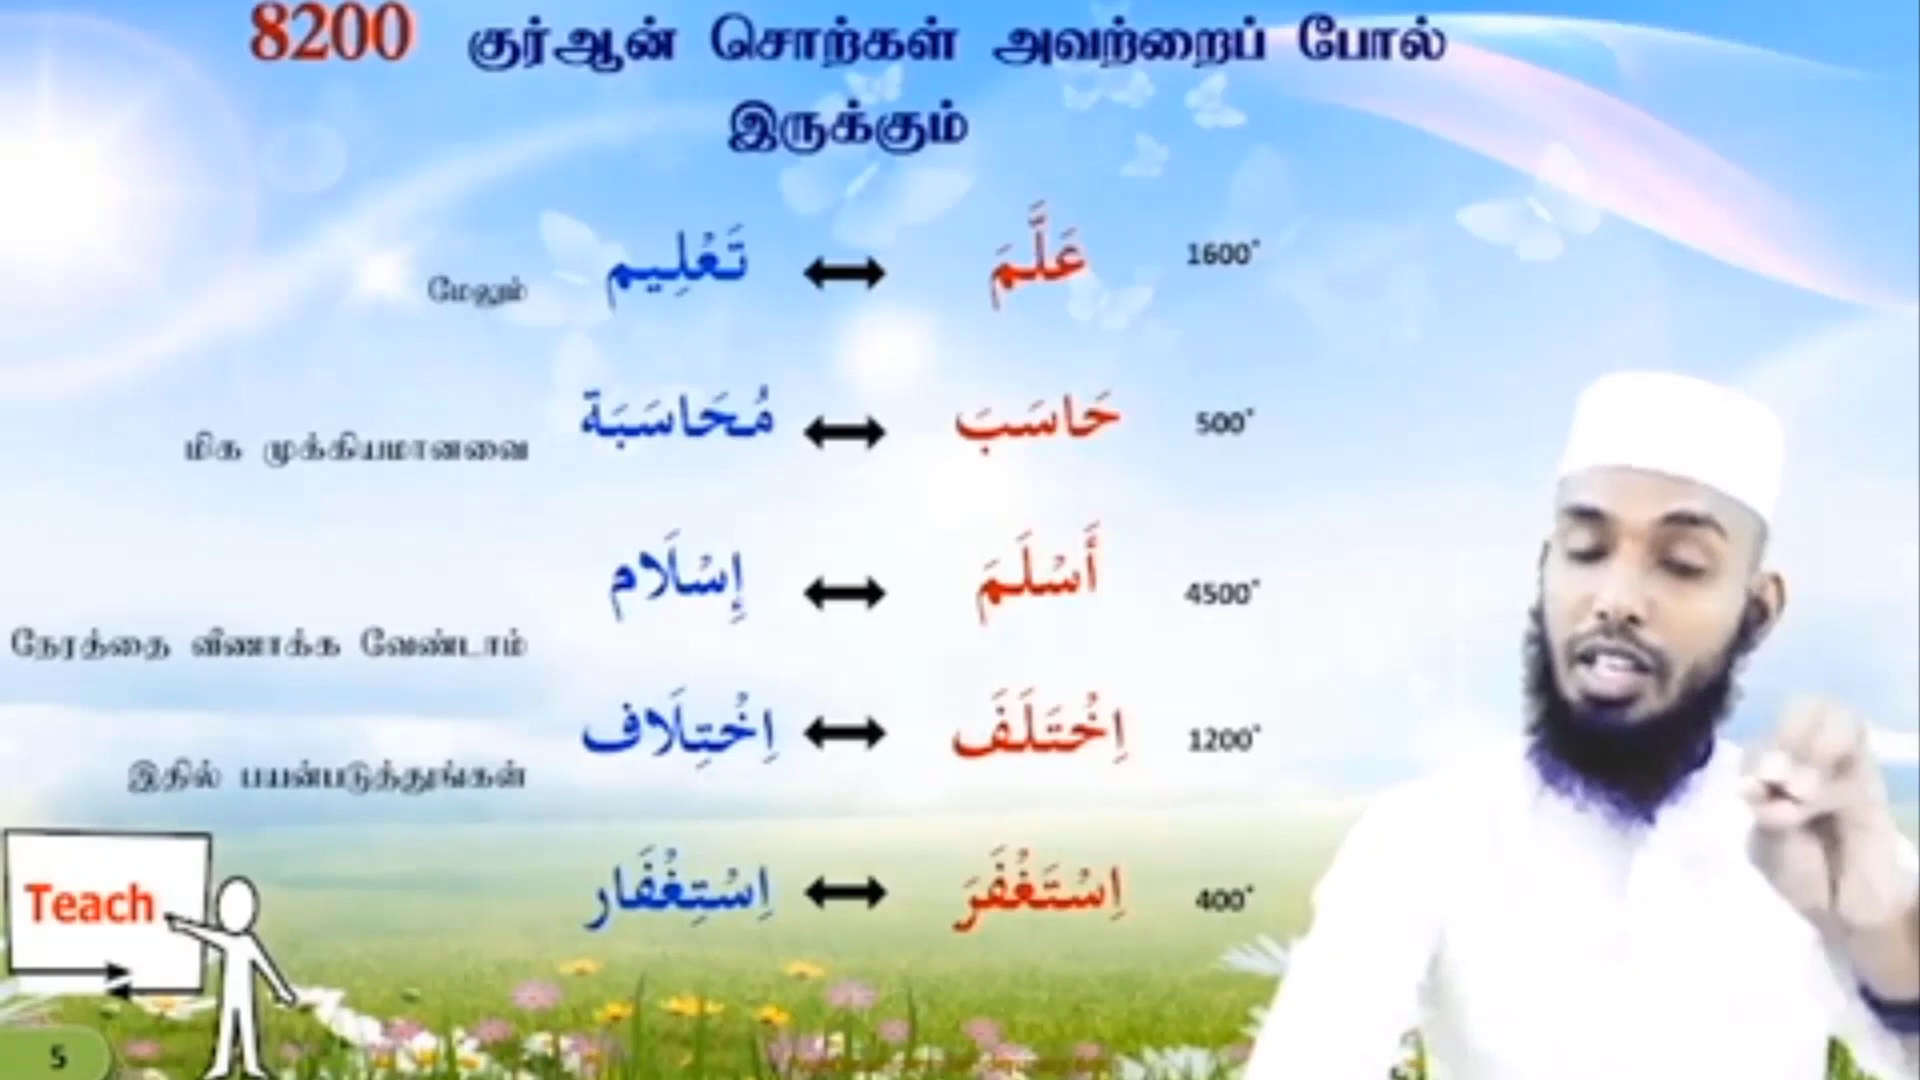 8200 குர்ஆன் சொற்கள் அவற்றைப் போல்
இருக்கும்
மேலும் تَعْلِيم ↔ عَلَّمَ 1600*
மிக முக்கியமானவை مُحَاسَبَة ↔ حَاسَبَ 500*
நேரத்தை வீணாக்க வேண்டாம் إِسْلَام ↔ أَسْلَمَ 4500*
இதில் பயன்படுத்துங்கள் اِخْتِلَاف ↔ اِخْتَلَفَ 1200*
اِسْتِغْفَار ↔ اِسْتَغْفَرَ 400*
Teach
5